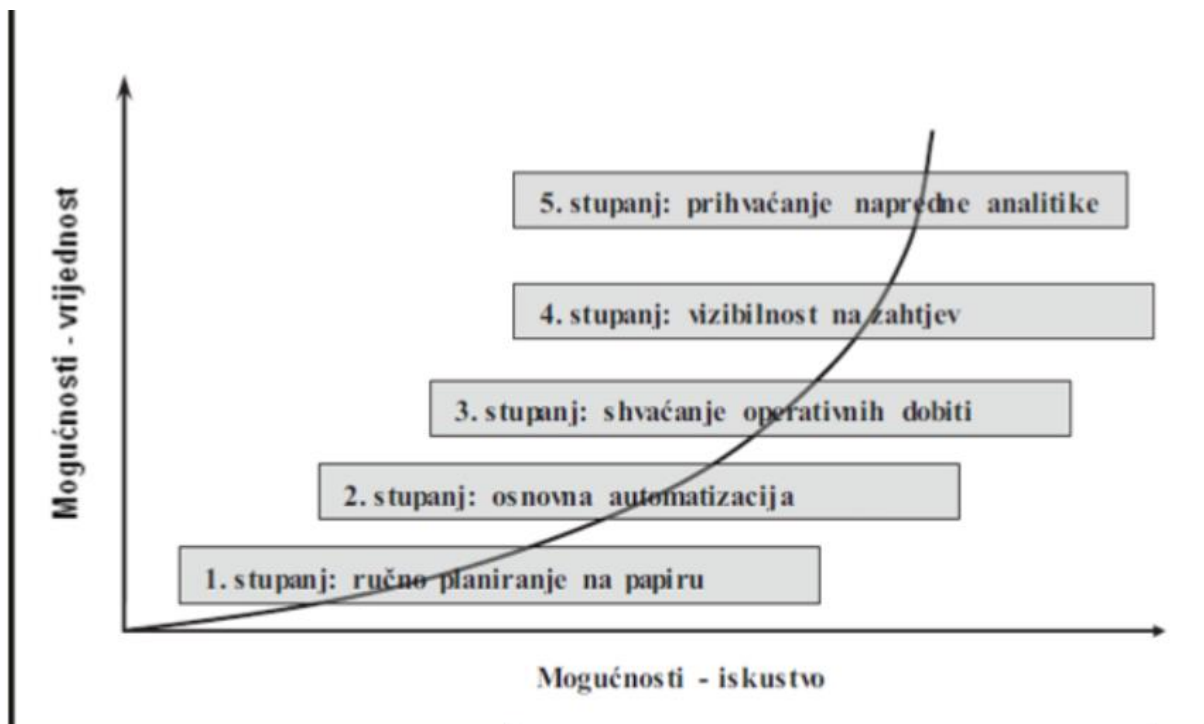 Mogućnosti - vrijednost
5. stupanj: prihvaćanje napredne analitike
4. stupanj: vizibilnost na zahtjev
3. stupanj: shvaćanje operativnih dobiti
2. stupanj: osnovna automatizacija
1. stupanj: ručno planiranje na papiru
Mogućnosti - iskustvo